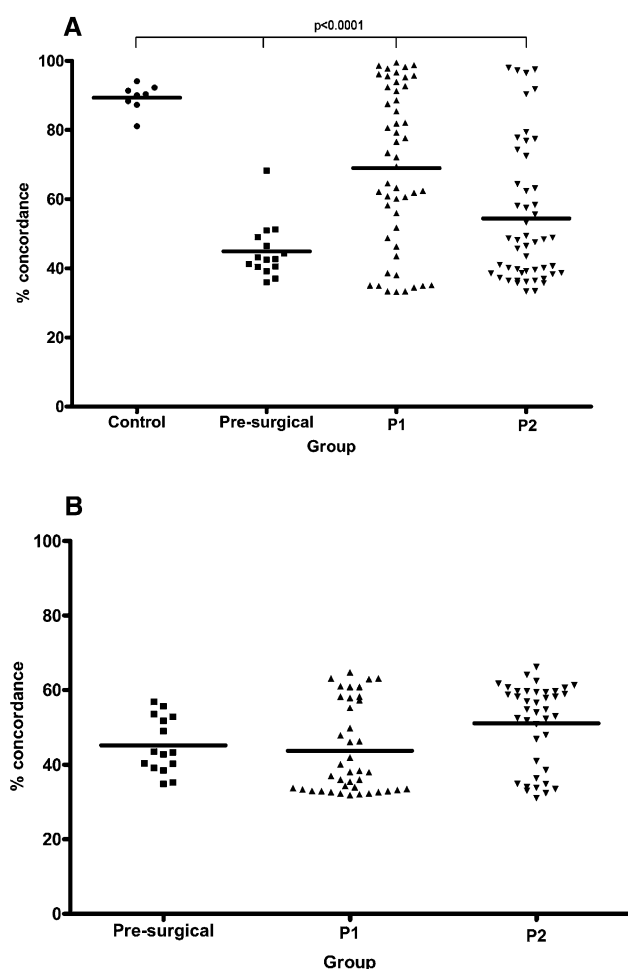 A
p<0.0001
100
80
60
40
20
0
% concordance
Control Pre-surgical P1 P2
Group
B
100
80
60
40
20
0
% concordance
Pre-surgical P1 P2
Group